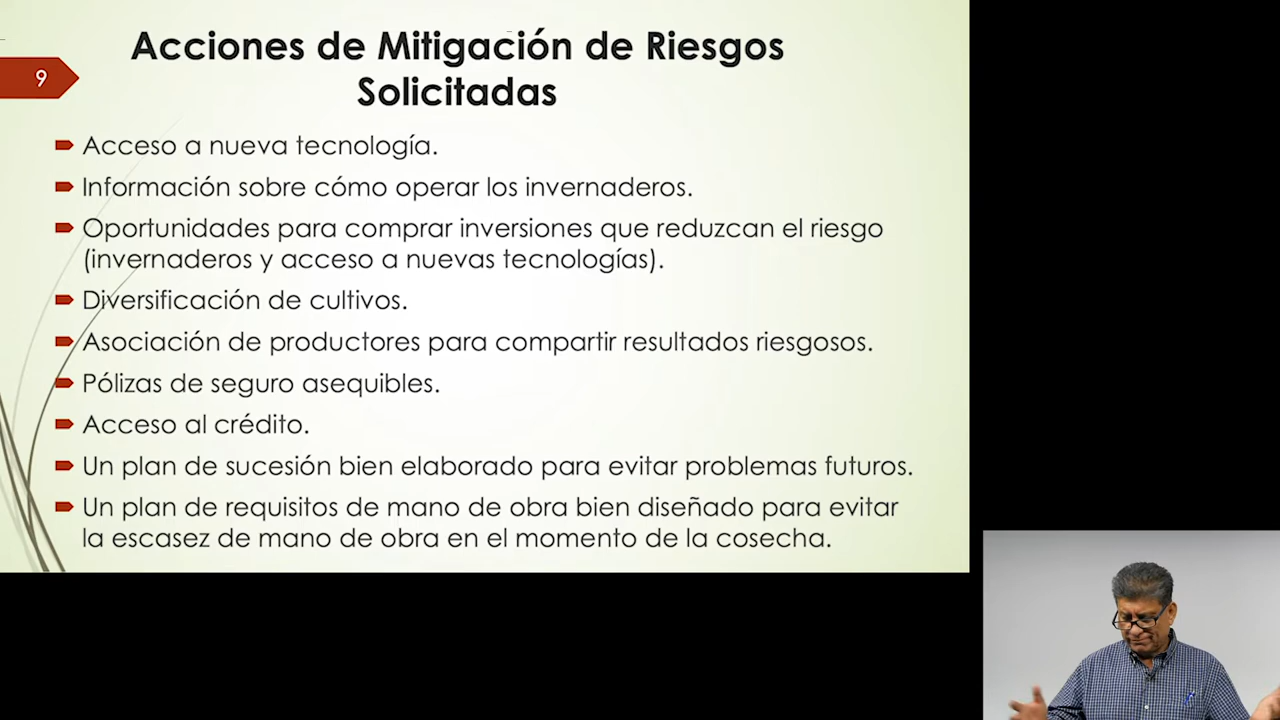 9
Acciones de Mitigación de Riesgos
Solicitadas
Acceso a nueva tecnología.
Información sobre cómo operar los invernaderos.
Oportunidades para comprar inversiones que reduzcan el riesgo
(invernaderos y acceso a nuevas tecnologías).
Diversificación de cultivos.
Asociación de productores para compartir resultados riesgosos.
Pólizas de seguro asequibles.
Acceso al crédito.
Un plan de sucesión bien elaborado para evitar problemas futuros.
Un plan de requisitos de mano de obra bien diseñado para evitar
la escasez de mano de obra en el momento de la cosecha.